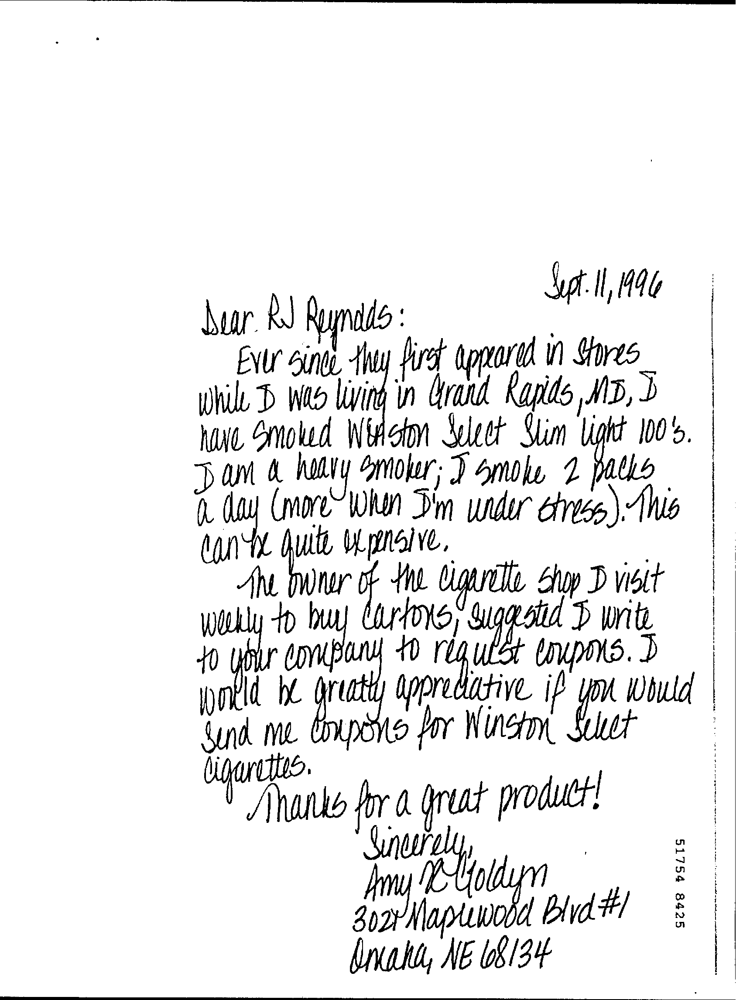 Sept. 11, 1996
Dear RJ Reynolds:
Ever since they first appeared in stores
while I was living in Grand Rapids, MI, I
have smoked Winston Select Slim light 100's.
I am a heavy smoker; I smoke 2 packs
a day (more when I'm under stress). This
can be quite expensive.
The owner of the cigarette shop I visit
weekly to buy cartons, suggested I write
to your company to request coupons. I
would be greatly appreciative if you would
send me coupons for Winston Select
cigarettes.
Thanks for a great product!
Sincerely,
Amy Goldyn
Maplewood Blvd #1
Omaha, NE 68134
51754 8425